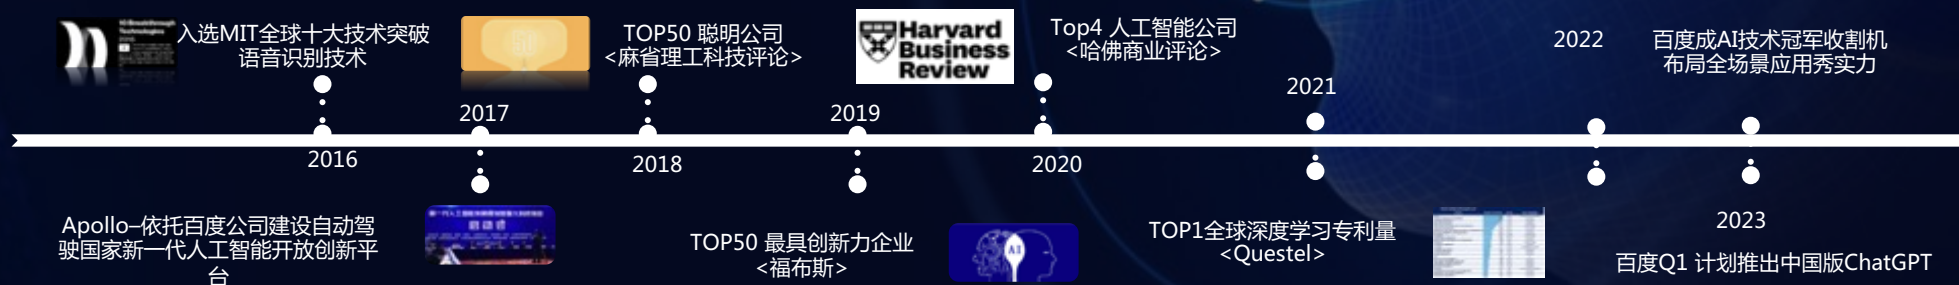 入选MIT全球十大技术突破
语音识别技术
TOP50 聪明公司
<麻省理工科技评论>
Harvard
Business
Review
Top4 人工智能公司
<哈佛商业评论>
2022
百度成AI技术冠军收割机
布局全场景应用秀实力
2021
2017
2019
2016
2018
2020
Apollo–依托百度公司建设自动驾
驶国家新一代人工智能开放创新平
台
启动仪
TOP50 最具创新力企业
<福布斯>
AI
TOP1全球深度学习专利量
<Questel>
2023
百度Q1 计划推出中国版ChatGPT